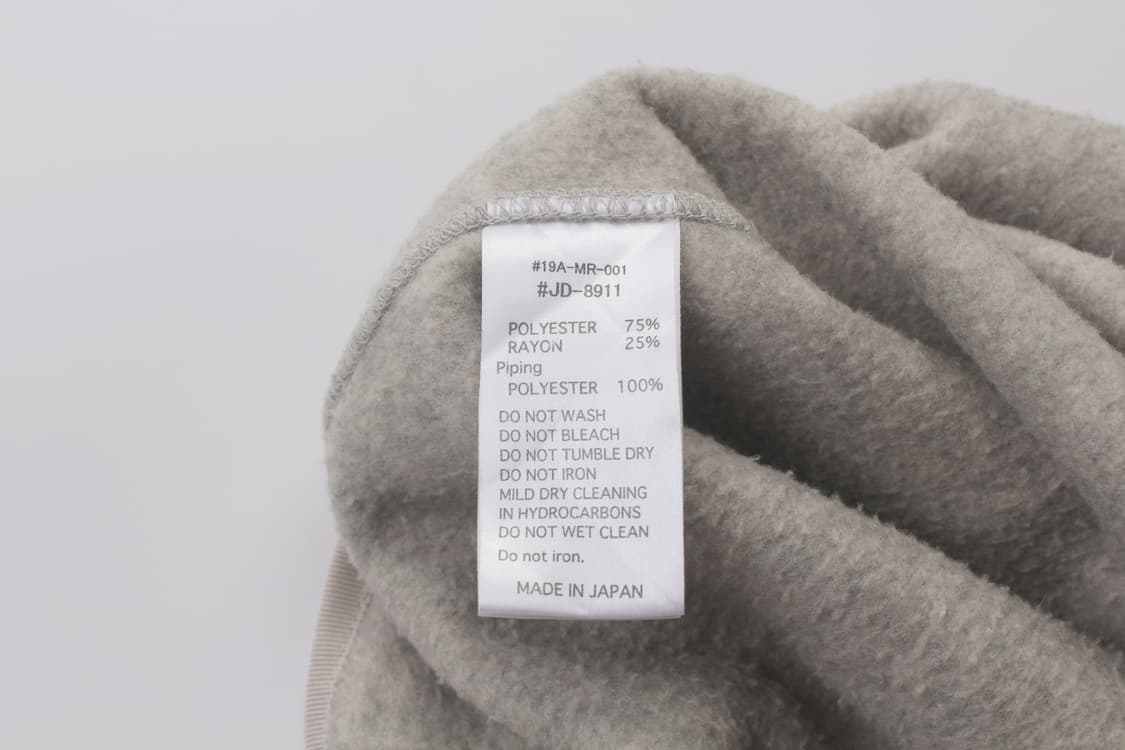 #19A-MR-001
#JD-8911
POLYESTER 75%
RAYON 25%
Piping
POLYESTER 100%
DO NOT WASH
DO NOT BLEACH
DO NOT TUMBLE DRY
DO NOT IRON
MILD DRY CLEANING
IN HYDROCARBONS
DO NOT WET CLEAN
Do not iron.
MADE IN JAPAN